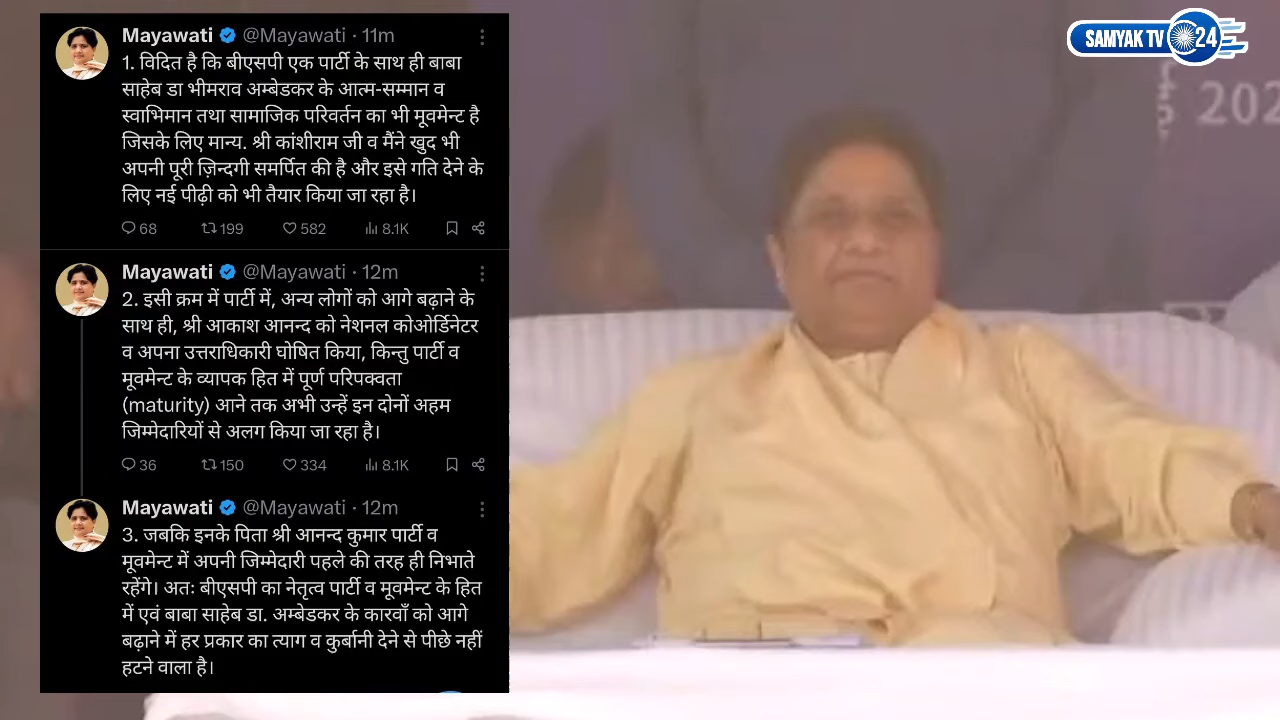 Mayawati @Mayawati · 11m
1. विदित है कि बीएसपी एक पार्टी के साथ ही बाबा
साहेब डा भीमराव अम्बेडकर के आत्म-सम्मान व
स्वाभिमान तथा सामाजिक परिवर्तन का भी मूवमेन्ट है
जिसके लिए मान्य. श्री कांशीराम जी व मैंने खुद भी
अपनी पूरी ज़िन्दगी समर्पित की है और इसे गति देने के
लिए नई पीढ़ी को भी तैयार किया जा रहा है।
68 199 582 8.1K
Mayawati @Mayawati · 12m
2. इसी क्रम में पार्टी में, अन्य लोगों को आगे बढ़ाने के
साथ ही, श्री आकाश आनन्द को नेशनल कोओर्डिनेटर
व अपना उत्तराधिकारी घोषित किया, किन्तु पार्टी व
मूवमेन्ट के व्यापक हित में पूर्ण परिपक्वता
(maturity) आने तक अभी उन्हें इन दोनों अहम
जिम्मेदारियों से अलग किया जा रहा है।
36 150 334 8.1K
Mayawati @Mayawati · 12m
3. जबकि इनके पिता श्री आनन्द कुमार पार्टी व
मूवमेन्ट में अपनी जिम्मेदारी पहले की तरह ही निभाते
रहेंगे। अतः बीएसपी का नेतृत्व पार्टी व मूवमेन्ट के हित
में एवं बाबा साहेब डा. अम्बेडकर के कारवाँ को आगे
बढ़ाने में हर प्रकार का त्याग व कुर्बानी देने से पीछे नहीं
हटने वाला है।
SAMYAK TV 24
202